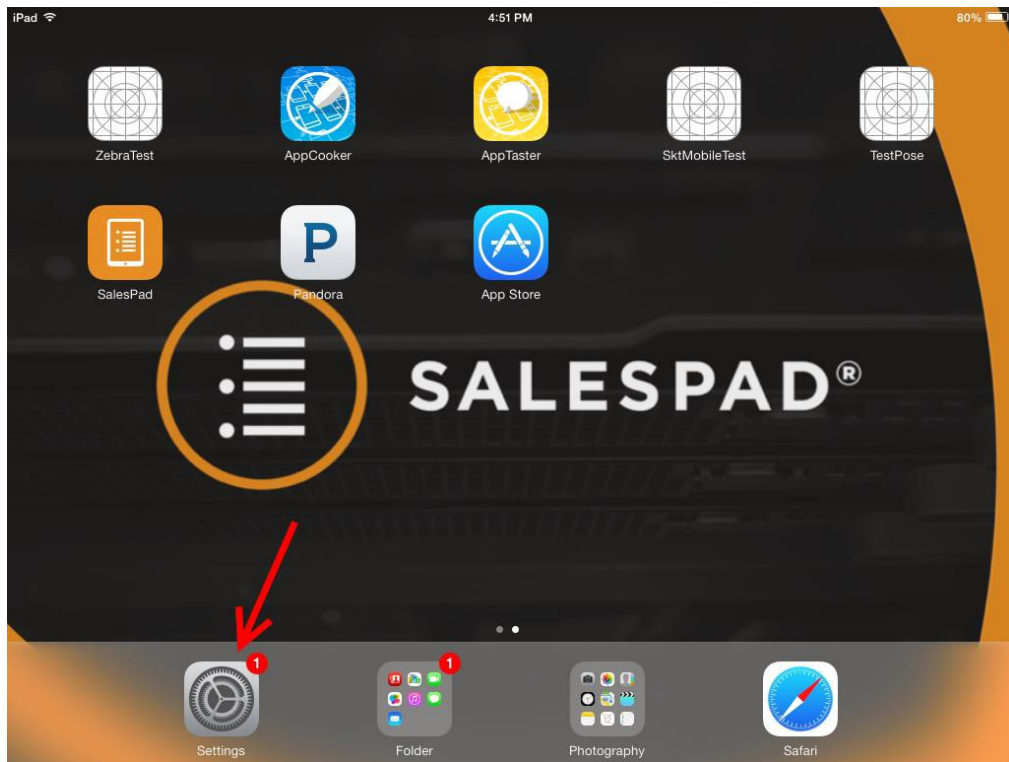 iPad 4:51 PM 80%
ZebraTest AppCooker AppTaster SktMobileTest TestPose
P
SalesPad Pandora App Store
SALESPAD®
1 1
Settings Folder Photography Safari